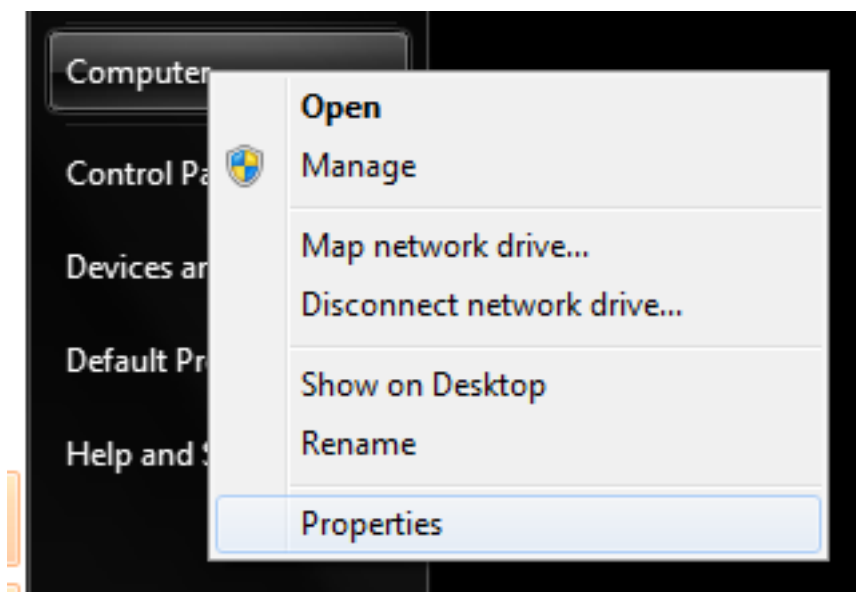 Computer
Open
Manage
Control Pa
Map network drive...
Devices ar
Disconnect network drive...
Default Pr
Show on Desktop
Rename
Help and S
Properties